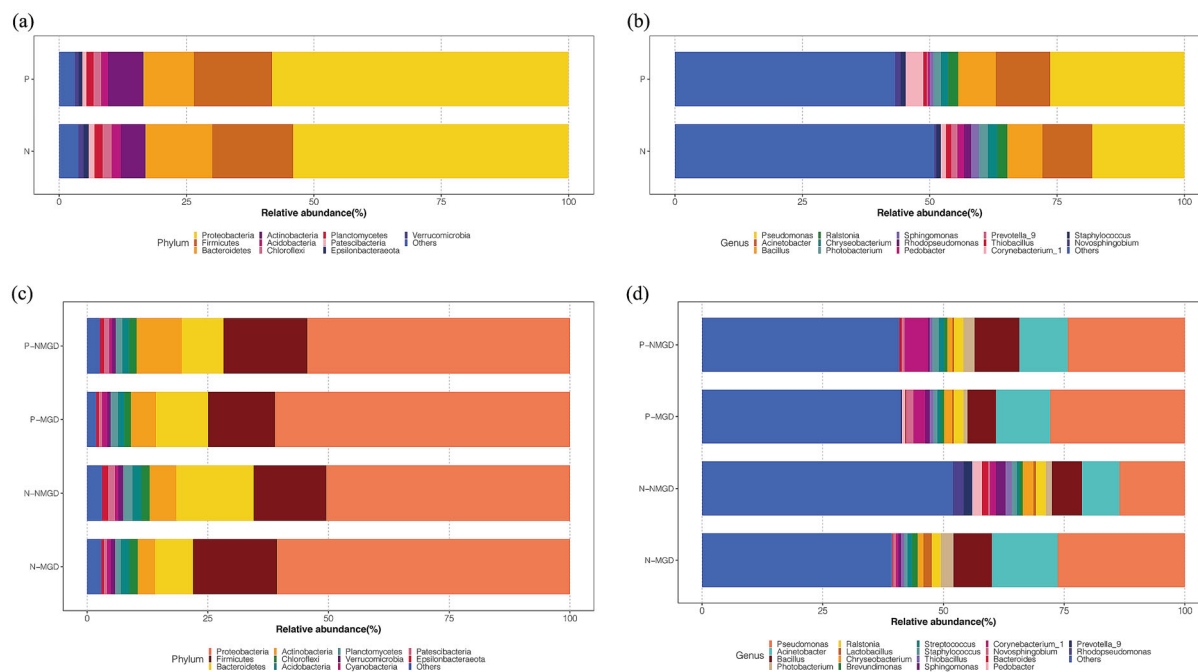 (a)
P
N
0 25 50 75 100
Relative abundance(%)
Phylum
Proteobacteria Actinobacteria Planctomycetes Verrucomicrobia
Firmicutes Acidobacteria Patescibacteria Others
Bacteroidetes Chloroflexi Epsilonbacteraeota
(b)
P
N
0 25 50 75 100
Relative abundance(%)
Genus
Pseudomonas Ralstonia Sphingomonas Prevotella_9 Staphylococcus
Acinetobacter Chryseobacterium Rhodopseudomonas Thiobacillus Novosphingobium
Bacillus Photobacterium Pedobacter Corynebacterium_1 Others
(c)
P-NMGD
P-MGD
N-NMGD
N-MGD
0 25 50 75 100
Relative abundance(%)
Phylum
Proteobacteria Actinobacteria Planctomycetes Patescibacteria
Firmicutes Chloroflexi Verrucomicrobia Epsilonbacteraeota
Bacteroidetes Acidobacteria Cyanobacteria Others
(d)
P-NMGD
P-MGD
N-NMGD
N-MGD
0 25 50 75 100
Relative abundance(%)
Genus
Pseudomonas Ralstonia Streptococcus Corynebacterium_1 Prevotella_9
Acinetobacter Lactobacillus Staphylococcus Novosphingobium Rhodopseudomonas
Bacillus Chryseobacterium Thiobacillus Bacteroides Others
Photobacterium Brevundimonas Sphingomonas Pedobacter